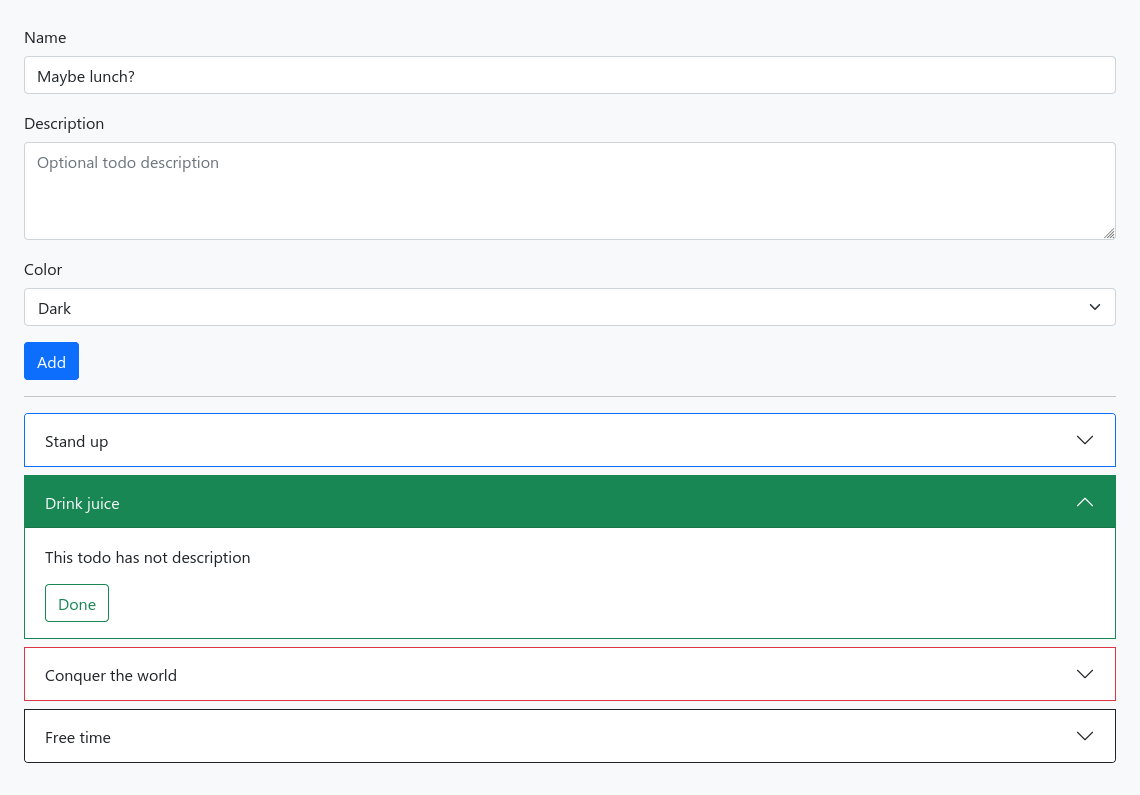 Name
Maybe lunch?
Description
Optional todo description
Color
Dark
Add
Stand up
Drink juice
This todo has not description
Done
Conquer the world
Free time